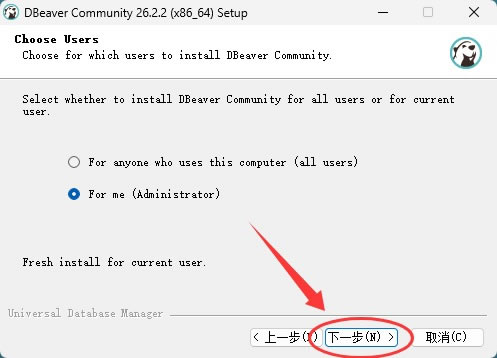 DBeaver Community 26.2.2 (x86_64) Setup
Choose Users
Choose for which users to install DBeaver Community.
Select whether to install DBeaver Community for all users or for current
user.
For anyone who uses this computer (all users)
For me (Administrator)
Fresh install for current user.
Universal Database Manager
< 上一步(P) 下一步(N) > 取消(C)